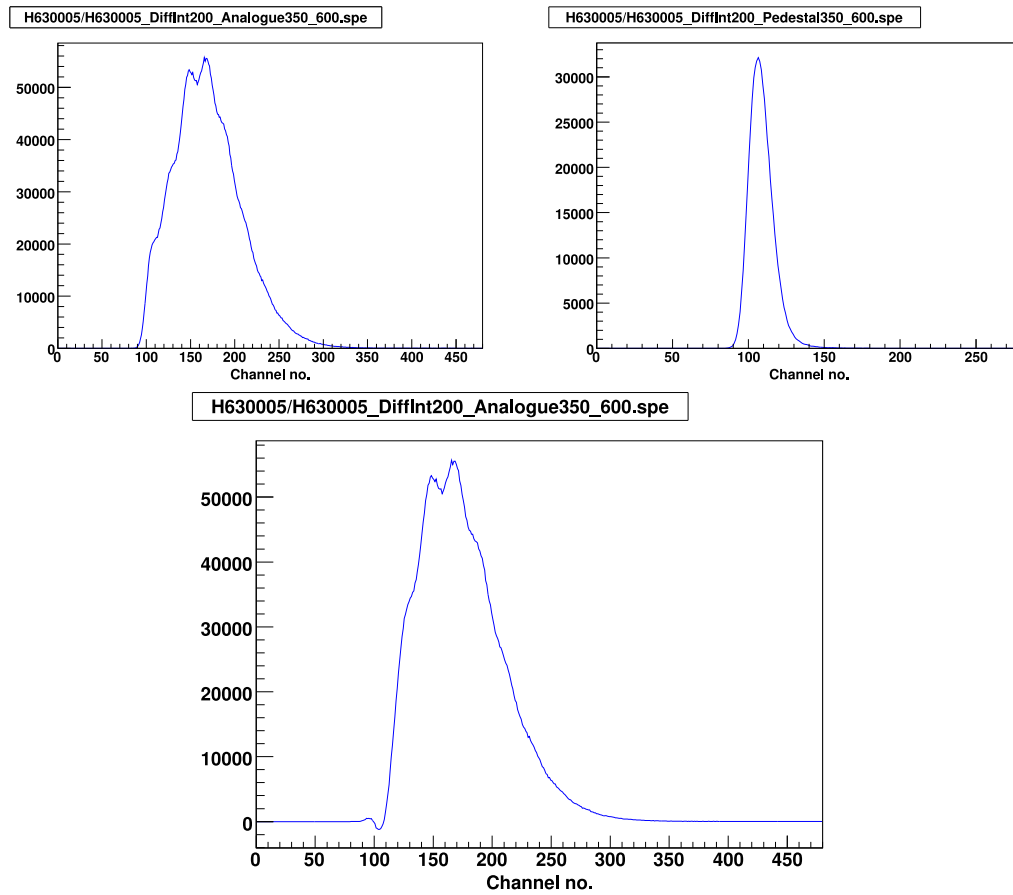 H630005/H630005_DiffInt200_Analogue350_600.spe
50000
40000
30000
20000
10000
0
0 50 100 150 200 250 300 350 400 450
Channel no.
H630005/H630005_DiffInt200_Pedestal350_600.spe
30000
25000
20000
15000
10000
5000
0
0 50 100 150 200 250
Channel no.
H630005/H630005_DiffInt200_Analogue350_600.spe
50000
40000
30000
20000
10000
0
0 50 100 150 200 250 300 350 400 450
Channel no.